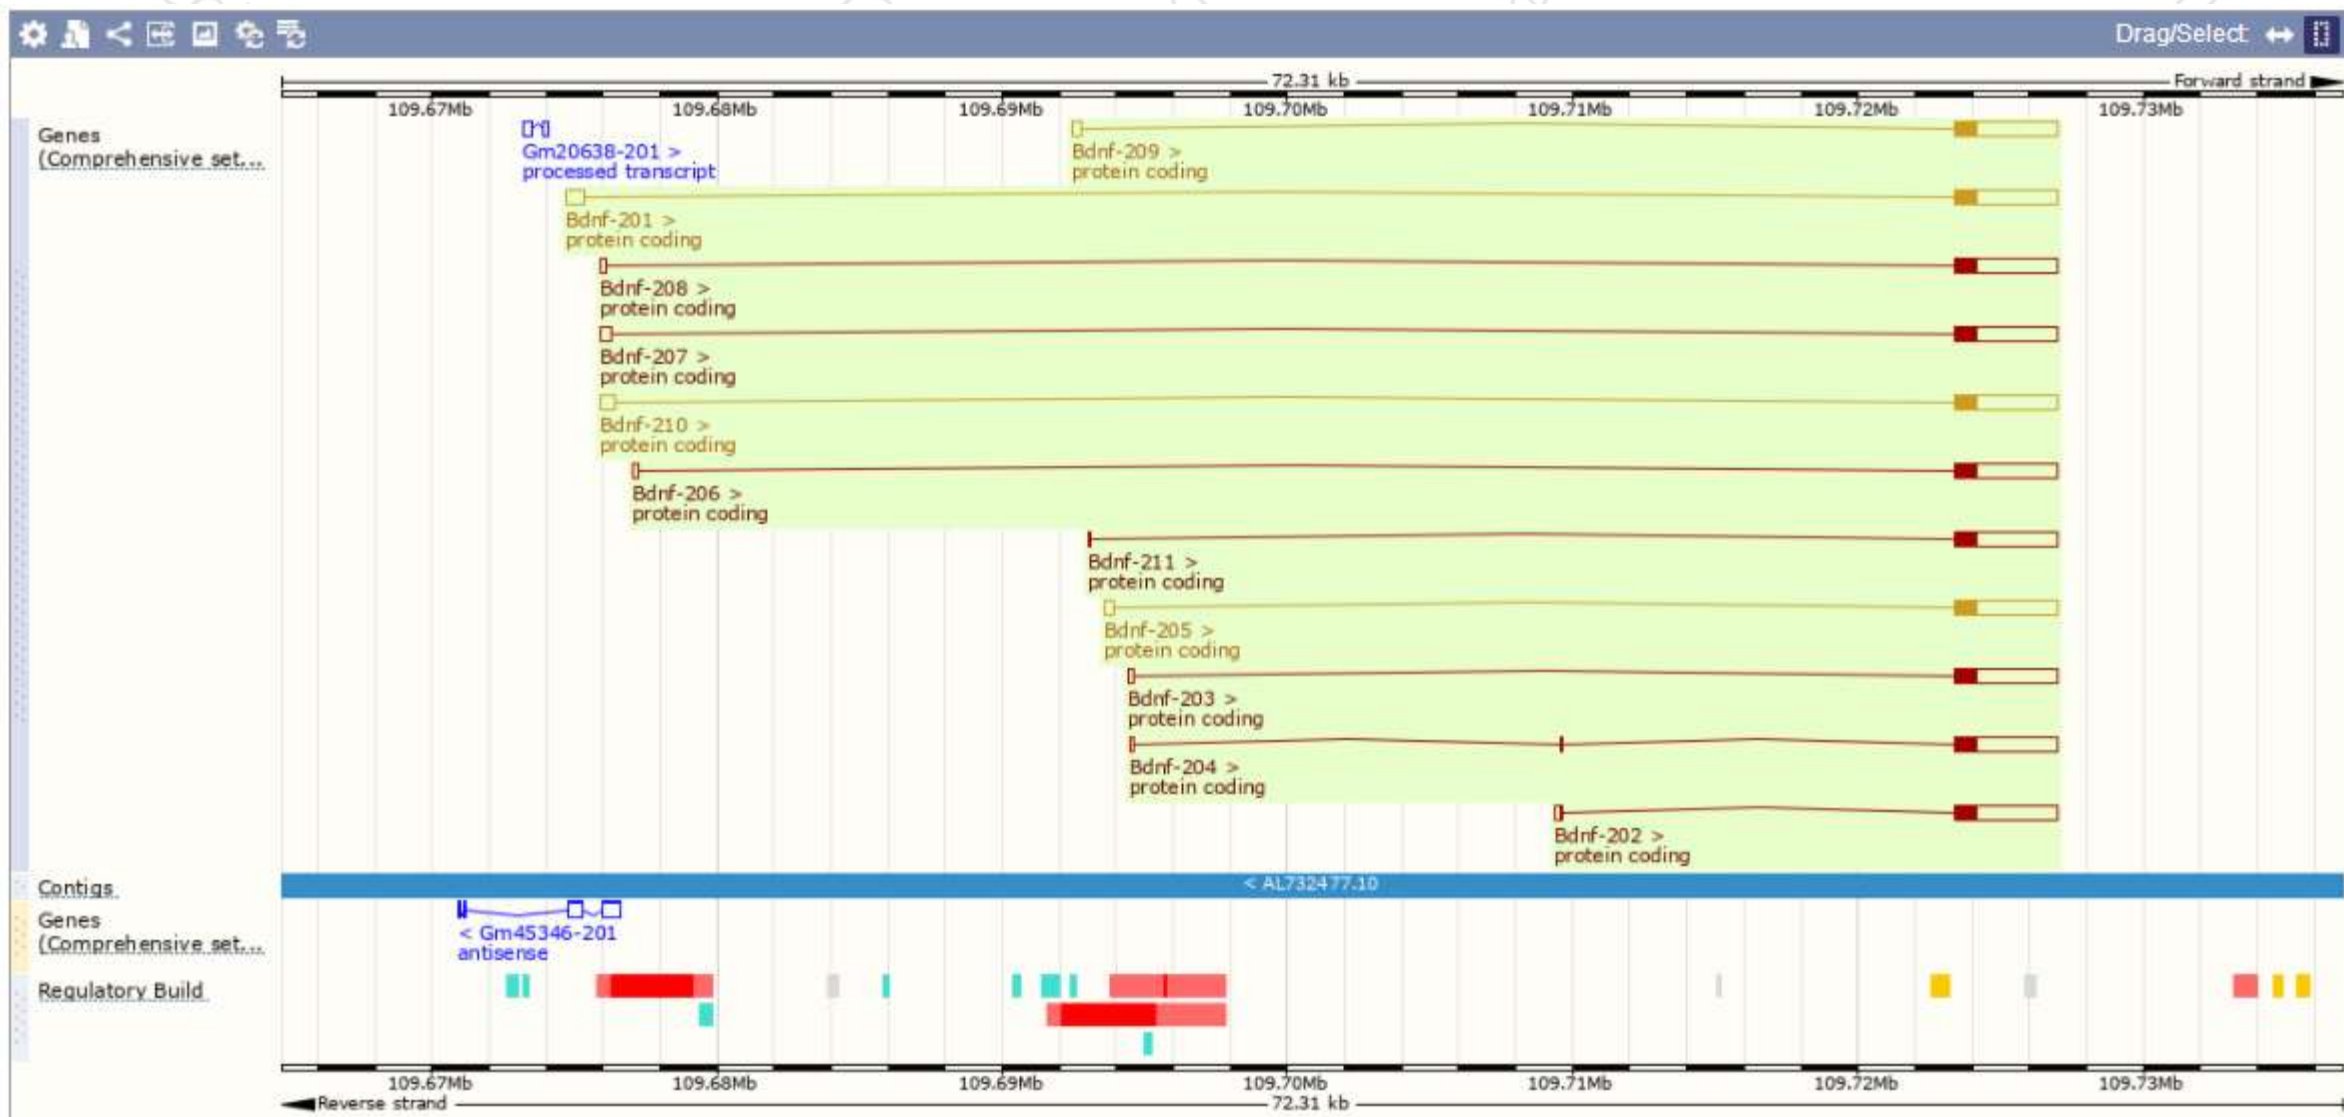 Drag/Select:
72.31 kb
Forward strand
109.67Mb 109.68Mb 109.69Mb 109.70Mb 109.71Mb 109.72Mb 109.73Mb
Genes
(Comprehensive set...
Gm20638-201 >
processed transcript
Bdnf-209 >
protein coding
Bdnf-201 >
protein coding
Bdnf-208 >
protein coding
Bdnf-207 >
protein coding
Bdnf-210 >
protein coding
Bdnf-206 >
protein coding
Bdnf-211 >
protein coding
Bdnf-205 >
protein coding
Bdnf-203 >
protein coding
Bdnf-204 >
protein coding
Bdnf-202 >
protein coding
Contigs
< AL732477.10
Genes
(Comprehensive set...
< Gm45346-201
antisense
Regulatory Build
109.67Mb 109.68Mb 109.69Mb 109.70Mb 109.71Mb 109.72Mb 109.73Mb
Reverse strand
72.31 kb